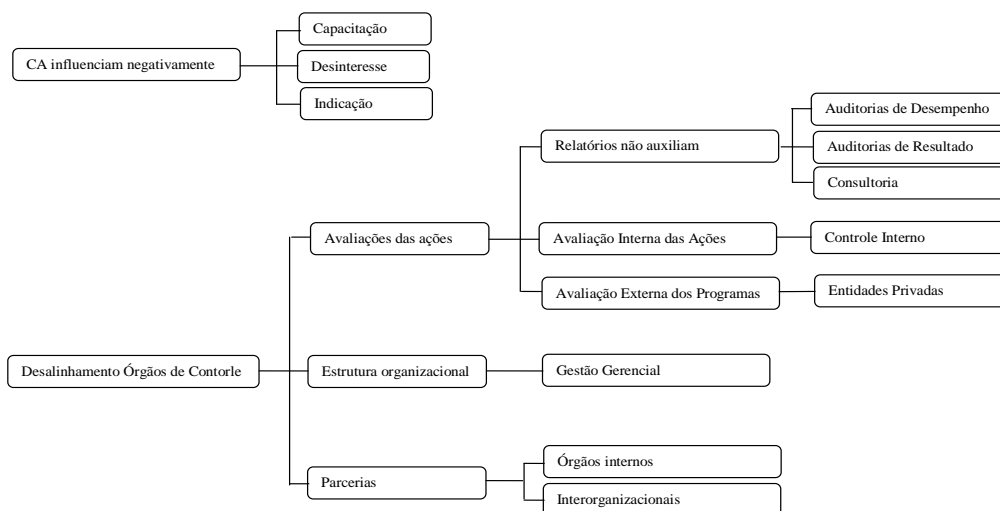 Capacitação
CA influenciam negativamente
Desinteresse
Indicação
Auditorias de Desempenho
Relatórios não auxiliam
Auditorias de Resultado
Consultoria
Avaliações das ações
Avaliação Interna das Ações
Controle Interno
Avaliação Externa dos Programas
Entidades Privadas
Desalinhamento Órgãos de Contorle
Estrutura organizacional
Gestão Gerencial
Órgãos internos
Parcerias
Interorganizacionais